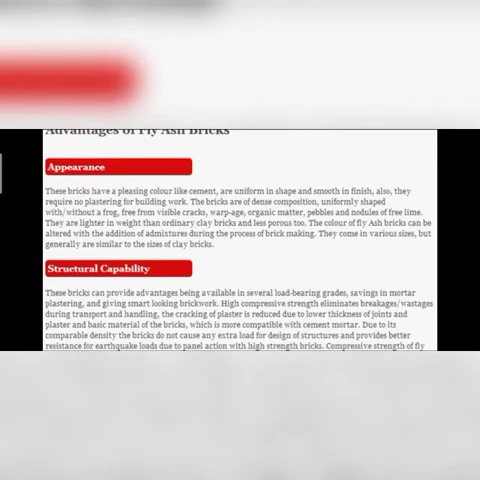 Advantages of Fly Ash Bricks
Appearance
These bricks have a pleasing colour like cement, are uniform in shape and smooth in finish, also, they
require no plastering for building work. The bricks are of dense composition, uniformly shaped
with/without a frog, free from visible cracks, warp-age, organic matter, pebbles and nodules of free lime.
They are lighter in weight than ordinary clay bricks and less porous too. The colour of fly Ash bricks can be
altered with the addition of admixtures during the process of brick making. They come in various sizes, but
generally are similar to the sizes of clay bricks.
Structural Capability
These bricks can provide advantages being available in several load-bearing grades, savings in mortar
plastering, and giving smart looking brickwork. High compressive strength eliminates breakages/wastages
during transport and handling, the cracking of plaster is reduced due to lower thickness of joints and
plaster and basic material of the bricks, which is more compatible with cement mortar. Due to its
comparable density the bricks do not cause any extra load for design of structures and provides better
resistance for earthquake loads due to panel action with high strength bricks. Compressive strength of fly